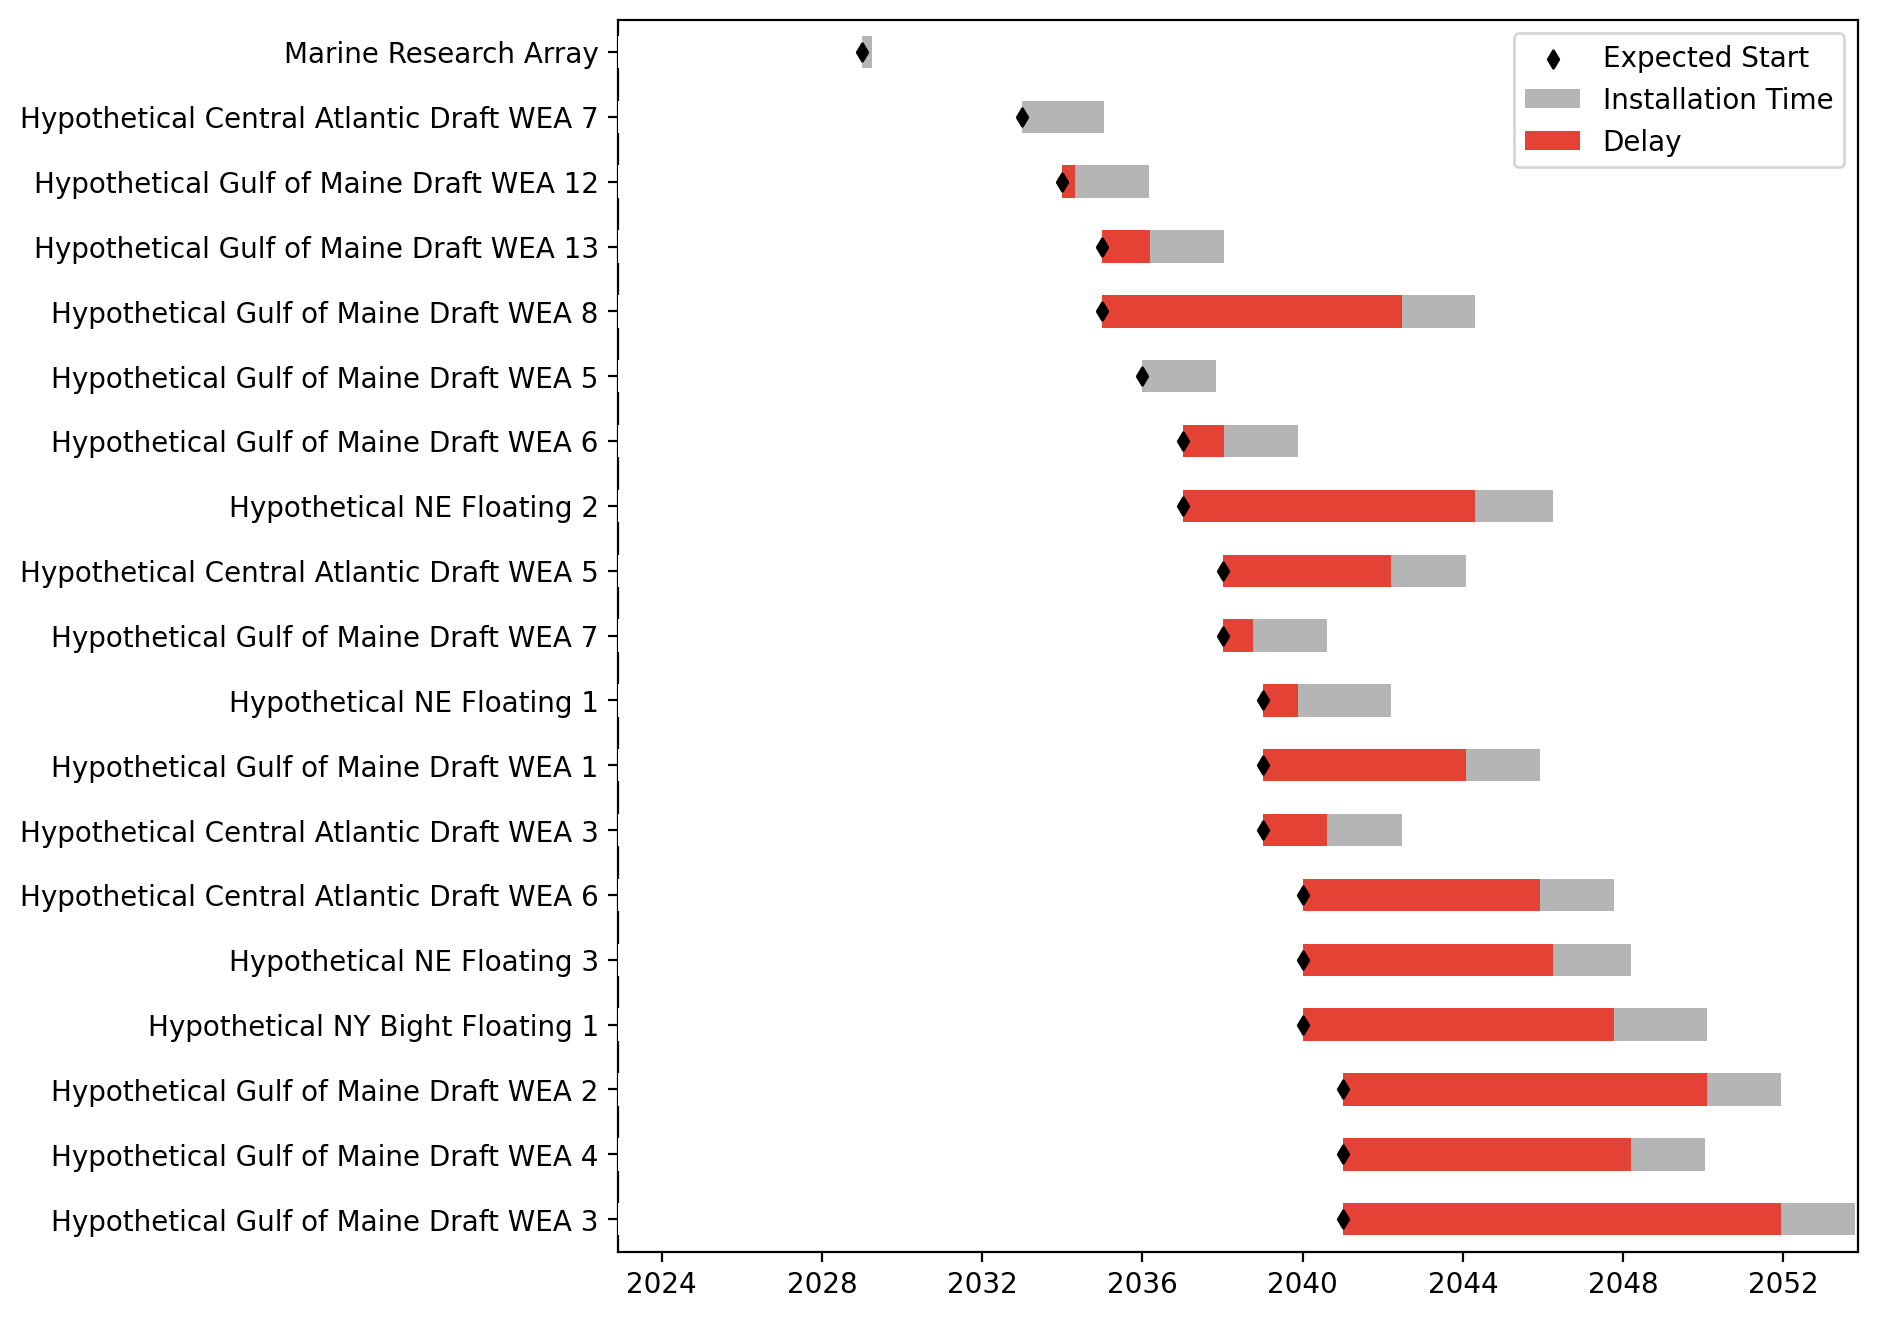 Marine Research Array
Hypothetical Central Atlantic Draft WEA 7
Hypothetical Gulf of Maine Draft WEA 12
Hypothetical Gulf of Maine Draft WEA 13
Hypothetical Gulf of Maine Draft WEA 8
Hypothetical Gulf of Maine Draft WEA 5
Hypothetical Gulf of Maine Draft WEA 6
Hypothetical NE Floating 2
Hypothetical Central Atlantic Draft WEA 5
Hypothetical Gulf of Maine Draft WEA 7
Hypothetical NE Floating 1
Hypothetical Gulf of Maine Draft WEA 1
Hypothetical Central Atlantic Draft WEA 3
Hypothetical Central Atlantic Draft WEA 6
Hypothetical NE Floating 3
Hypothetical NY Bight Floating 1
Hypothetical Gulf of Maine Draft WEA 2
Hypothetical Gulf of Maine Draft WEA 4
Hypothetical Gulf of Maine Draft WEA 3
Expected Start
Installation Time
Delay
2024 2028 2032 2036 2040 2044 2048 2052